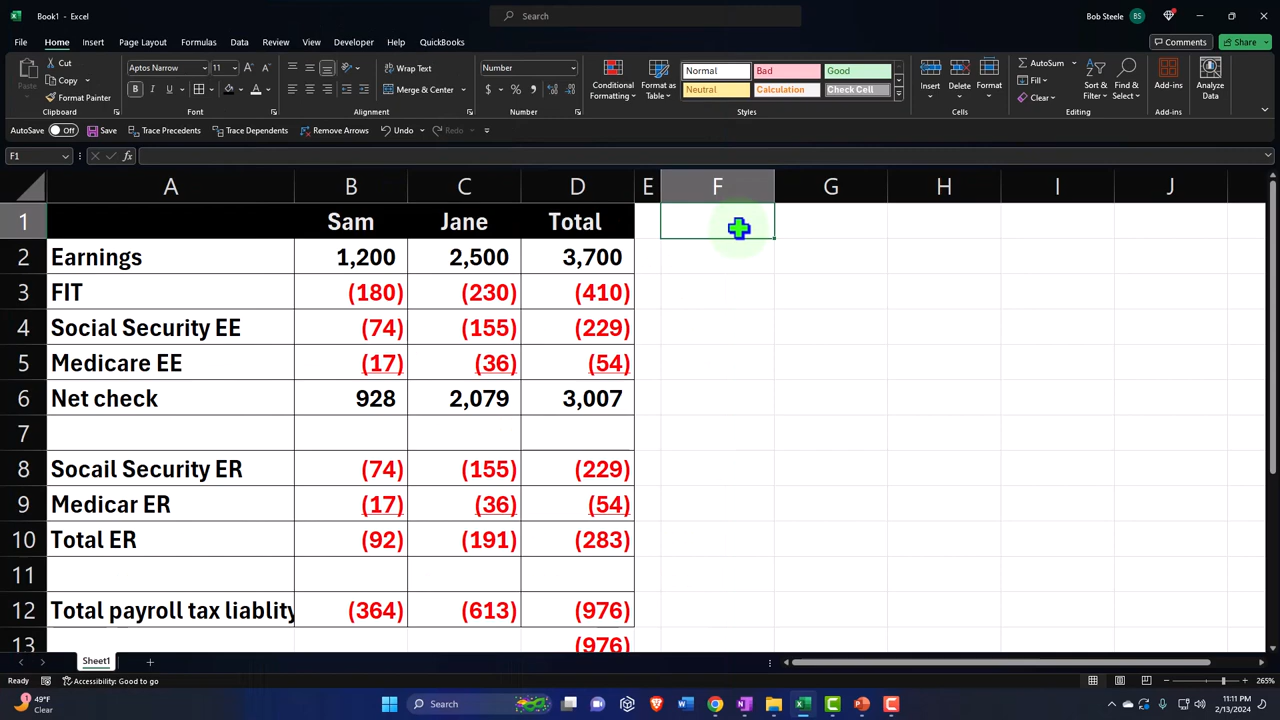 Book1 - Excel
Search
Bob Steele BS
File Home Insert Page Layout Formulas Data Review View Developer Help QuickBooks
Comments Share
Paste Cut Copy Format Painter Clipboard
Aptos Narrow 11 A A B I U A Font
Wrap Text Merge & Center Alignment
Number $ % Number
Conditional Formatting Format as Table
Normal Bad Good
Neutral Calculation Check Cell
Styles
Insert Delete Format Cells
AutoSum Fill Clear Sort & Filter Find & Select Editing
Add-ins Add-ins
Analyze Data
AutoSave Off Save Trace Precedents Trace Dependents Remove Arrows Undo Redo
F1 fx
A B C D E F G H I J
1 Sam Jane Total
2 Earnings 1,200 2,500 3,700
3 FIT (180) (230) (410)
4 Social Security EE (74) (155) (229)
5 Medicare EE (17) (36) (54)
6 Net check 928 2,079 3,007
7
8 Socail Security ER (74) (155) (229)
9 Medicar ER (17) (36) (54)
10 Total ER (92) (191) (283)
11
12 Total payroll tax liablity (364) (613) (976)
13 (976)
Sheet1
Ready Accessibility: Good to go 265%
1 49°F Clear
Search
11:11 PM
2/13/2024